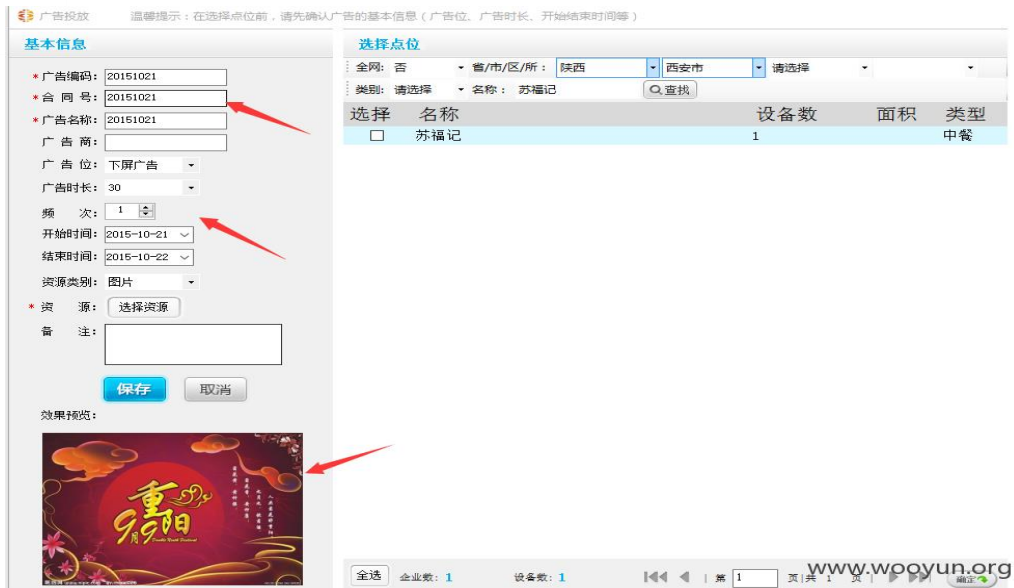 广告投放 温馨提示：在选择点位前，请先确认广告的基本信息（广告位、广告时长、开始结束时间等）
基本信息
* 广告编码： 20151021
* 合 同 号： 20151021
* 广告名称： 20151021
广 告 商：
广 告 位： 下屏广告
广告时长： 30
频 次： 1
开始时间： 2015-10-21
结束时间： 2015-10-22
资源类别： 图片
* 资 源： 选择资源
备 注：
保存 取消
效果预览：
重阳
9月9
选择点位
全网： 否 省/市/区/所： 陕西 西安市 请选择
类别： 请选择 名称： 苏福记 查找
选择 名称 设备数 面积 类型
苏福记 1 中餐
全选 企业数： 1 设备数： 1 第 1 页|共 1 页 确定
www.wooyun.org